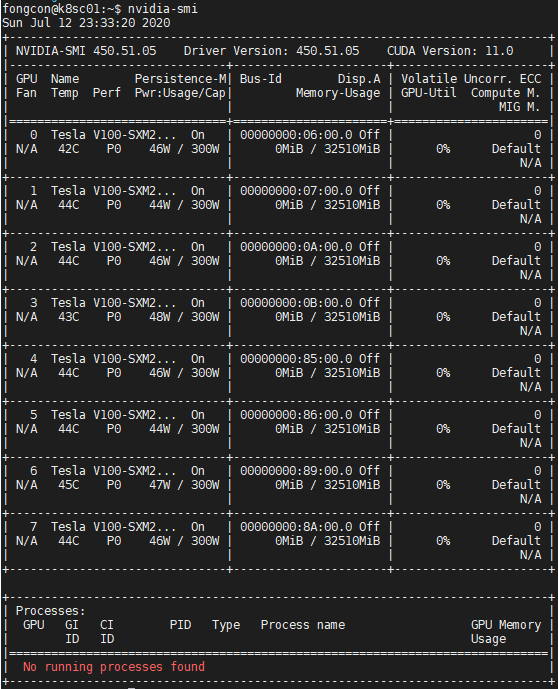 fongcon@k8sc01:~$ nvidia-smi
Sun Jul 12 23:33:20 2020
+-----------------------------------------------------------------------------+
| NVIDIA-SMI 450.51.05    Driver Version: 450.51.05    CUDA Version: 11.0     |
|-------------------------------+----------------------+----------------------+
| GPU  Name        Persistence-M| Bus-Id        Disp.A | Volatile Uncorr. ECC |
| Fan  Temp  Perf  Pwr:Usage/Cap|         Memory-Usage | GPU-Util  Compute M. |
|                               |                      |               MIG M. |
|===============================+======================+======================|
|   0  Tesla V100-SXM2...  On   | 00000000:06:00.0 Off |                    0 |
| N/A   42C    P0    46W / 300W |      0MiB / 32510MiB |      0%      Default |
|                               |                      |                  N/A |
+-------------------------------+----------------------+----------------------+
|   1  Tesla V100-SXM2...  On   | 00000000:07:00.0 Off |                    0 |
| N/A   44C    P0    44W / 300W |      0MiB / 32510MiB |      0%      Default |
|                               |                      |                  N/A |
+-------------------------------+----------------------+----------------------+
|   2  Tesla V100-SXM2...  On   | 00000000:0A:00.0 Off |                    0 |
| N/A   44C    P0    46W / 300W |      0MiB / 32510MiB |      0%      Default |
|                               |                      |                  N/A |
+-------------------------------+----------------------+----------------------+
|   3  Tesla V100-SXM2...  On   | 00000000:0B:00.0 Off |                    0 |
| N/A   43C    P0    48W / 300W |      0MiB / 32510MiB |      0%      Default |
|                               |                      |                  N/A |
+-------------------------------+----------------------+----------------------+
|   4  Tesla V100-SXM2...  On   | 00000000:85:00.0 Off |                    0 |
| N/A   44C    P0    46W / 300W |      0MiB / 32510MiB |      0%      Default |
|                               |                      |                  N/A |
+-------------------------------+----------------------+----------------------+
|   5  Tesla V100-SXM2...  On   | 00000000:86:00.0 Off |                    0 |
| N/A   44C    P0    44W / 300W |      0MiB / 32510MiB |      0%      Default |
|                               |                      |                  N/A |
+-------------------------------+----------------------+----------------------+
|   6  Tesla V100-SXM2...  On   | 00000000:89:00.0 Off |                    0 |
| N/A   45C    P0    47W / 300W |      0MiB / 32510MiB |      0%      Default |
|                               |                      |                  N/A |
+-------------------------------+----------------------+----------------------+
|   7  Tesla V100-SXM2...  On   | 00000000:8A:00.0 Off |                    0 |
| N/A   44C    P0    46W / 300W |      0MiB / 32510MiB |      0%      Default |
|                               |                      |                  N/A |
+-------------------------------+----------------------+----------------------+

+-----------------------------------------------------------------------------+
| Processes:                                                                  |
|  GPU   GI   CI        PID   Type   Process name                  GPU Memory |
|        ID   ID                                                   Usage      |
|=============================================================================|
|  No running processes found                                                 |
+-----------------------------------------------------------------------------+